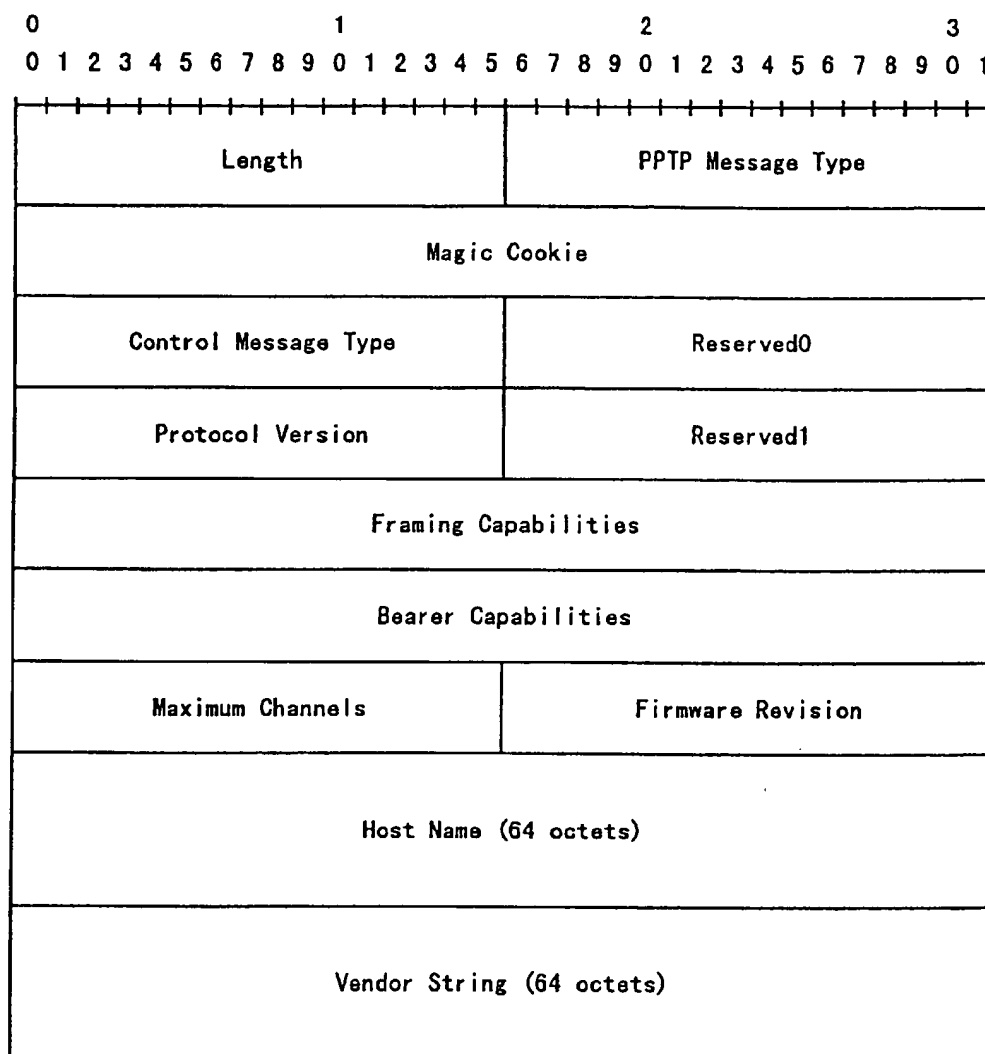 0 1 2 3
0 1 2 3 4 5 6 7 8 9 0 1 2 3 4 5 6 7 8 9 0 1 2 3 4 5 6 7 8 9 0 1
Length PPTP Message Type
Magic Cookie
Control Message Type Reserved0
Protocol Version Reserved1
Framing Capabilities
Bearer Capabilities
Maximum Channels Firmware Revision
Host Name (64 octets)
Vendor String (64 octets)